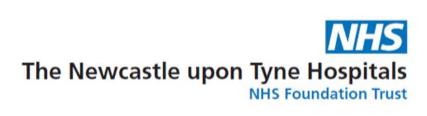 NHS
The Newcastle upon Tyne Hospitals
NHS Foundation Trust